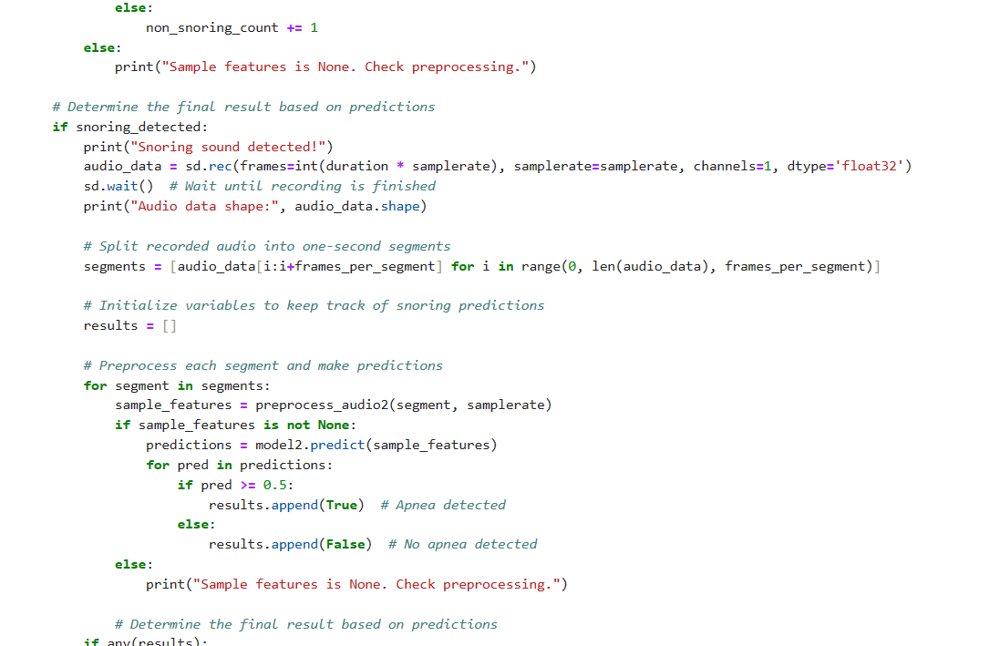 else:
non_snoring_count += 1
else:
print("Sample features is None. Check preprocessing.")
# Determine the final result based on predictions
if snoring_detected:
print("Snoring sound detected!")
audio_data = sd.rec(frames=int(duration * samplerate), samplerate=samplerate, channels=1, dtype='float32')
sd.wait()  # Wait until recording is finished
print("Audio data shape:", audio_data.shape)
# Split recorded audio into one-second segments
segments = [audio_data[i:i+frames_per_segment] for i in range(0, len(audio_data), frames_per_segment)]
# Initialize variables to keep track of snoring predictions
results = []
# Preprocess each segment and make predictions
for segment in segments:
sample_features = preprocess_audio2(segment, samplerate)
if sample_features is not None:
predictions = model2.predict(sample_features)
for pred in predictions:
if pred >= 0.5:
results.append(True)  # Apnea detected
else:
results.append(False)  # No apnea detected
else:
print("Sample features is None. Check preprocessing.")
# Determine the final result based on predictions
if any(results):